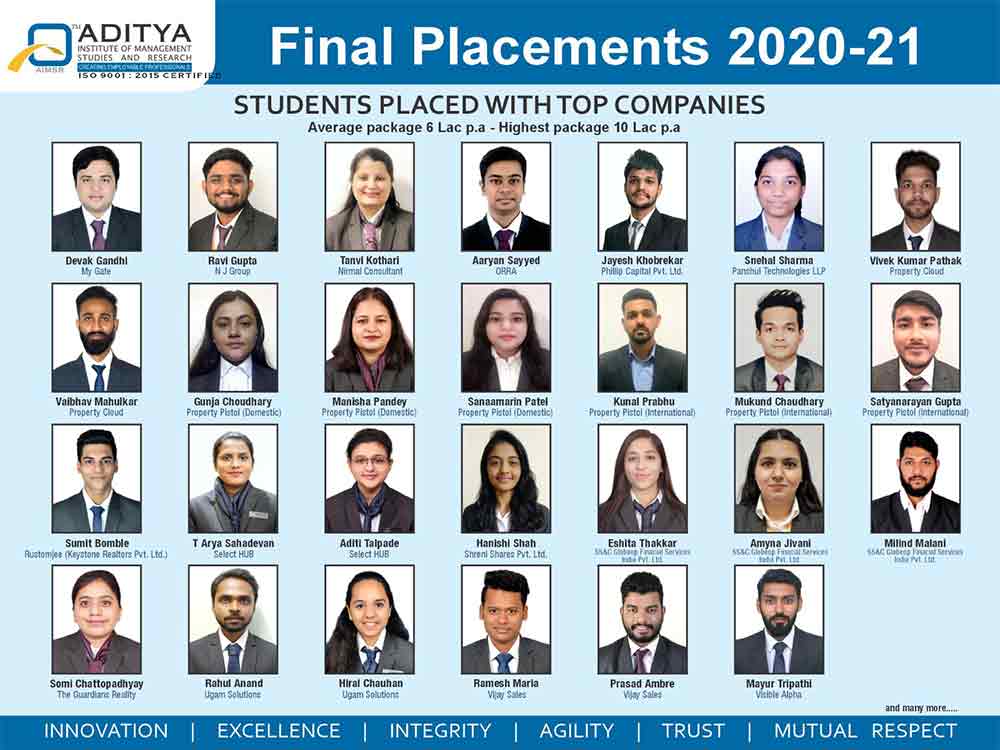 TM
ADITYA
INSTITUTE OF MANAGEMENT
STUDIES AND RESEARCH
CREATING EMPLOYABLE PROFESSIONALS
AIMSR
ISO 9001 : 2015 CERTIFIED
Final Placements 2020-21
STUDENTS PLACED WITH TOP COMPANIES
Average package 6 Lac p.a - Highest package 10 Lac p.a
Devak Gandhi
My Gate
Ravi Gupta
N J Group
Tanvi Kothari
Nirmal Consultant
Aaryan Sayyed
ORRA
Jayesh Khobrekar
Phillip Capital Pvt. Ltd.
Snehal Sharma
Panshul Technologies LLP
Vivek Kumar Pathak
Property Cloud
Vaibhav Mahulkar
Property Cloud
Gunja Choudhary
Property Pistol (Domestic)
Manisha Pandey
Property Pistol (Domestic)
Sanaamarin Patel
Property Pistol (Domestic)
Kunal Prabhu
Property Pistol (International)
Mukund Chaudhary
Property Pistol (International)
Satyanarayan Gupta
Property Pistol (International)
Sumit Bomble
Rustomjee (Keystone Realtors Pvt. Ltd.)
T Arya Sahadevan
Select HUB
Aditi Talpade
Select HUB
Hanishi Shah
Shreni Shares Pvt. Ltd.
Eshita Thakkar
SS&C Globeop Finacial Services
India Pvt. Ltd.
Amyna Jivani
SS&C Globeop Finacial Services
India Pvt. Ltd.
Milind Malani
SS&C Globeop Finacial Services
India Pvt. Ltd.
Somi Chattopadhyay
The Guardians Reality
Rahul Anand
Ugam Solutions
Hiral Chauhan
Ugam Solutions
Ramesh Maria
Vijay Sales
Prasad Ambre
Vijay Sales
Mayur Tripathi
Visible Alpha
and many more.....
INNOVATION | EXCELLENCE | INTEGRITY | AGILITY | TRUST | MUTUAL RESPECT